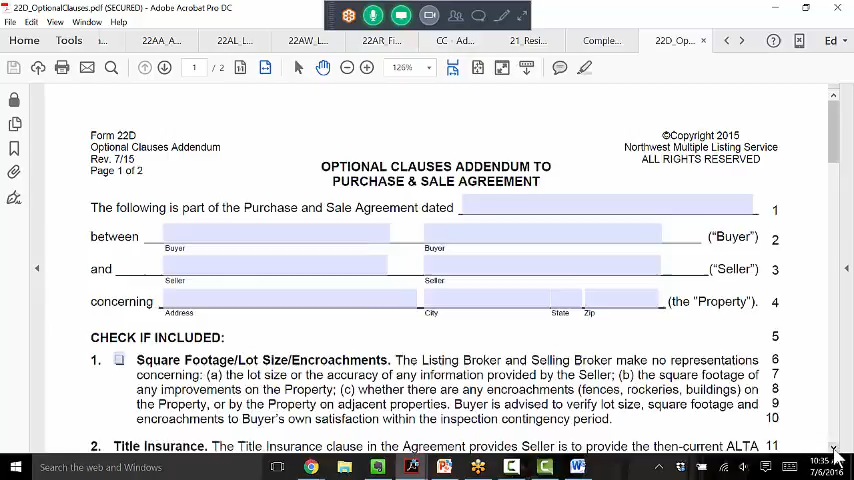 22D_OptionalClauses.pdf (SECURED) - Adobe Acrobat Pro DC
File Edit View Window Help
Home Tools 22AA_A... 22AL_L... 22AW_L... 22AR_Fi... CC - Ad... 21_Resi... Comple... 22D_Op... × Ed
1 / 2 126%
Form 22D
Optional Clauses Addendum
Rev. 7/15
Page 1 of 2
©Copyright 2015
Northwest Multiple Listing Service
ALL RIGHTS RESERVED
OPTIONAL CLAUSES ADDENDUM TO
PURCHASE & SALE AGREEMENT
The following is part of the Purchase and Sale Agreement dated 1
between ("Buyer") 2
Buyer Buyer
and ("Seller") 3
Seller Seller
concerning (the "Property"). 4
Address City State Zip
CHECK IF INCLUDED: 5
1. Square Footage/Lot Size/Encroachments. The Listing Broker and Selling Broker make no representations 6
concerning: (a) the lot size or the accuracy of any information provided by the Seller; (b) the square footage of 7
any improvements on the Property; (c) whether there are any encroachments (fences, rockeries, buildings) on 8
the Property, or by the Property on adjacent properties. Buyer is advised to verify lot size, square footage and 9
encroachments to Buyer's own satisfaction within the inspection contingency period. 10
2. Title Insurance. The Title Insurance clause in the Agreement provides Seller is to provide the then-current ALTA 11
Search the web and Windows
10:35
7/6/2016